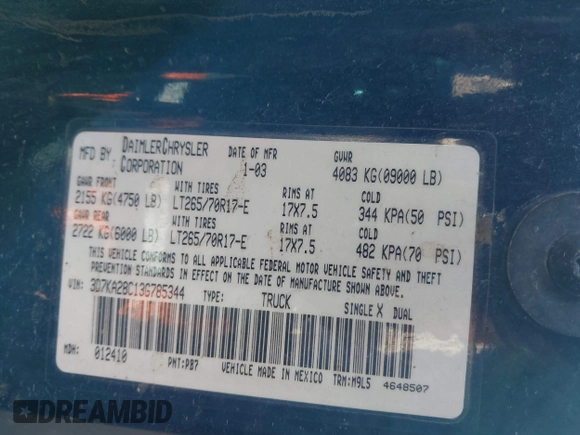 MFD BY DAIMLERCHRYSLER CORPORATION DATE OF MFR 1-03 GVWR 4083 KG(09000 LB)
GAWR FRONT WITH TIRES RIMS AT COLD
2155 KG(4750 LB) LT265/70R17-E 17X7.5 344 KPA(50 PSI)
GAWR REAR WITH TIRES RIMS AT COLD
2722 KG(6000 LB) LT265/70R17-E 17X7.5 482 KPA(70 PSI)
THIS VEHICLE CONFORMS TO ALL APPLICABLE FEDERAL MOTOR VEHICLE SAFETY AND THEFT
PREVENTION STANDARDS IN EFFECT ON THE DATE OF MANUFACTURE SHOWN ABOVE.
VIN: 3D7KA28C13G785344 TYPE: TRUCK SINGLE X DUAL
MDH: 012410 PNT:PB7 VEHICLE MADE IN MEXICO TRM:M9L5 4648507
DREAMBID